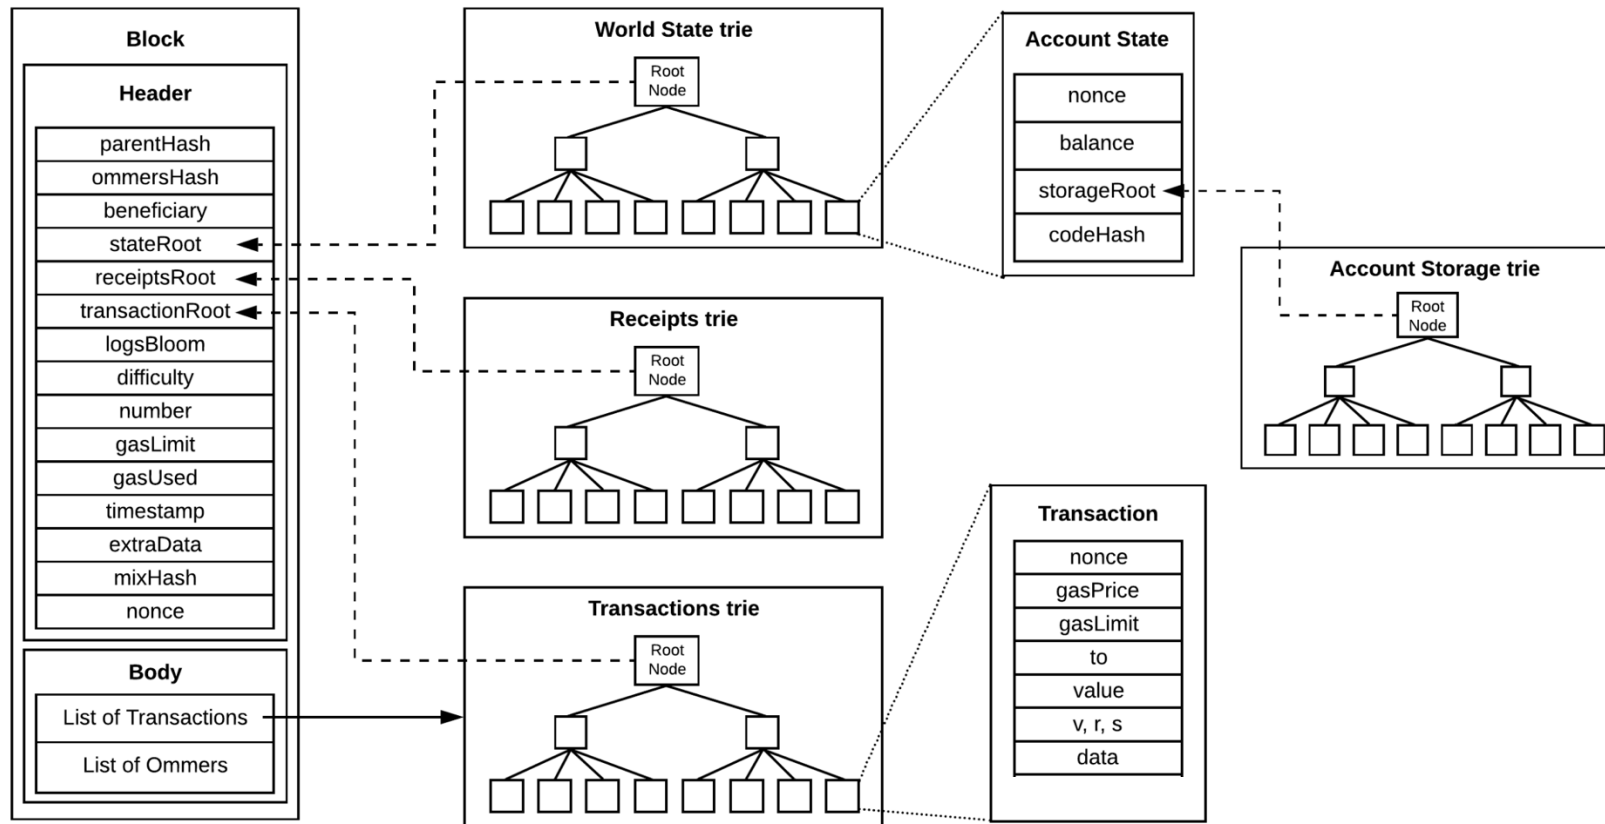 Block
Header
parentHash
ommersHash
beneficiary
stateRoot
receiptsRoot
transactionRoot
logsBloom
difficulty
number
gasLimit
gasUsed
timestamp
extraData
mixHash
nonce
Body
List of Transactions
List of Ommers
World State trie
Root
Node
Receipts trie
Root
Node
Transactions trie
Root
Node
Account State
nonce
balance
storageRoot
codeHash
Account Storage trie
Root
Node
Transaction
nonce
gasPrice
gasLimit
to
value
v, r, s
data